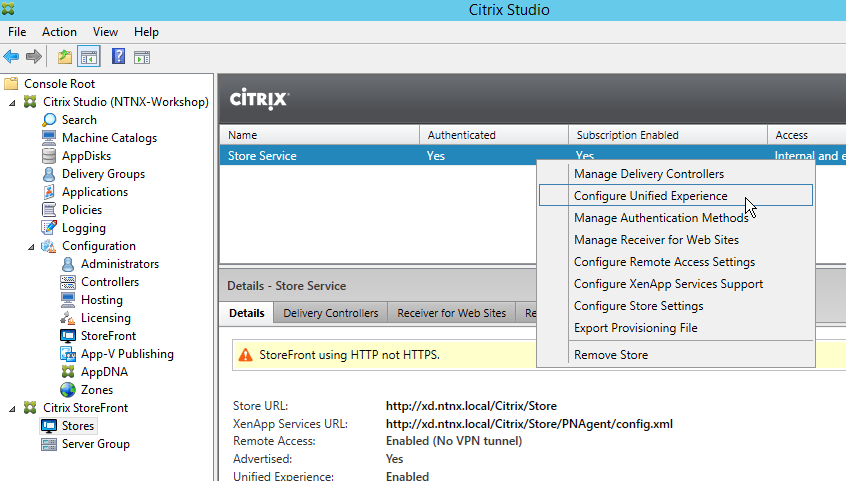 Citrix Studio
File Action View Help
Console Root
Citrix Studio (NTNX-Workshop)
Search
Machine Catalogs
AppDisks
Delivery Groups
Applications
Policies
Logging
Configuration
Administrators
Controllers
Hosting
Licensing
StoreFront
App-V Publishing
AppDNA
Zones
Citrix StoreFront
Stores
Server Group
CITRIX
Name Authenticated Subscription Enabled Access
Store Service Yes Yes Internal and e
Manage Delivery Controllers
Configure Unified Experience
Manage Authentication Methods
Manage Receiver for Web Sites
Configure Remote Access Settings
Configure XenApp Services Support
Configure Store Settings
Export Provisioning File
Remove Store
Details - Store Service
Details Delivery Controllers Receiver for Web Sites Re
StoreFront using HTTP not HTTPS.
Store URL: http://xd.ntnx.local/Citrix/Store
XenApp Services URL: http://xd.ntnx.local/Citrix/Store/PNAgent/config.xml
Remote Access: Enabled (No VPN tunnel)
Advertised: Yes
Unified Experience: Enabled